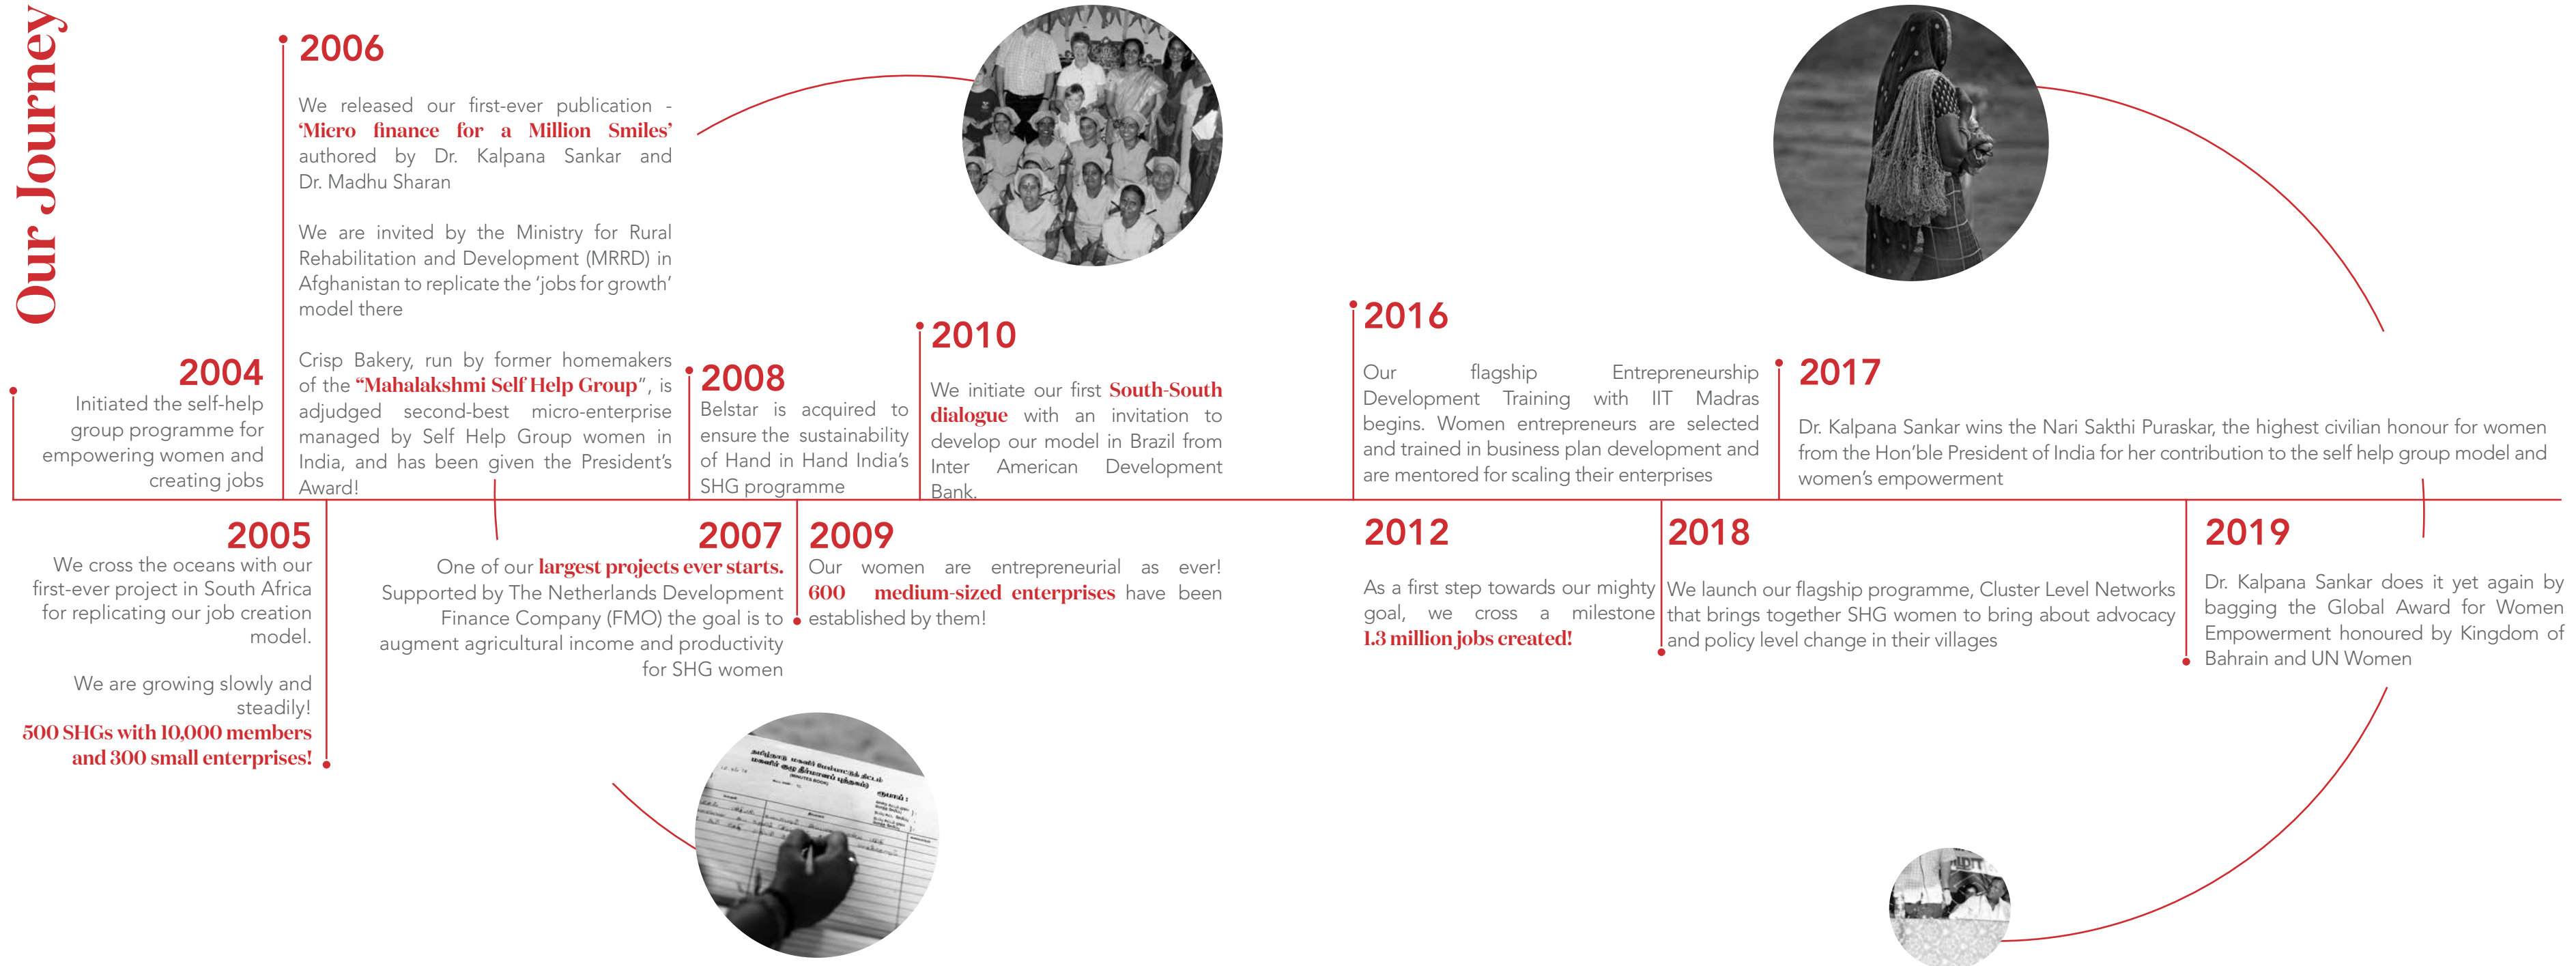 Our Journey
2004
Initiated the self-help
group programme for
empowering women and
creating jobs
2005
We cross the oceans with our
first-ever project in South Africa
for replicating our job creation
model.
We are growing slowly and
steadily!
500 SHGs with 10,000 members
and 300 small enterprises!
2006
We released our first-ever publication -
‘Micro finance for a Million Smiles’
authored by Dr. Kalpana Sankar and
Dr. Madhu Sharan
We are invited by the Ministry for Rural
Rehabilitation and Development (MRRD) in
Afghanistan to replicate the ‘jobs for growth’
model there
Crisp Bakery, run by former homemakers
of the “Mahalakshmi Self Help Group”, is
adjudged second-best micro-enterprise
managed by Self Help Group women in
India, and has been given the President’s
Award!
2007
One of our largest projects ever starts.
Supported by The Netherlands Development
Finance Company (FMO) the goal is to
augment agricultural income and productivity
for SHG women
2008
Belstar is acquired to
ensure the sustainability
of Hand in Hand India’s
SHG programme
2009
Our women are entrepreneurial as ever!
600 medium-sized enterprises have been
established by them!
2010
We initiate our first South-South
dialogue with an invitation to
develop our model in Brazil from
Inter American Development
Bank.
2016
Our flagship Entrepreneurship
Development Training with IIT Madras
begins. Women entrepreneurs are selected
and trained in business plan development and
are mentored for scaling their enterprises
2012
As a first step towards our mighty
goal, we cross a milestone
1.3 million jobs created!
2017
Dr. Kalpana Sankar wins the Nari Sakthi Puraskar, the highest civilian honour for women
from the Hon’ble President of India for her contribution to the self help group model and
women’s empowerment
2018
We launch our flagship programme, Cluster Level Networks
that brings together SHG women to bring about advocacy
and policy level change in their villages
2019
Dr. Kalpana Sankar does it yet again by
bagging the Global Award for Women
Empowerment honoured by Kingdom of
Bahrain and UN Women
தமிழ்நாடு மகளிர் மேம்பாட்டுத் திட்டம்
மகளிர் குழு தீர்மானப் புத்தகம்
(MINUTES BOOK)